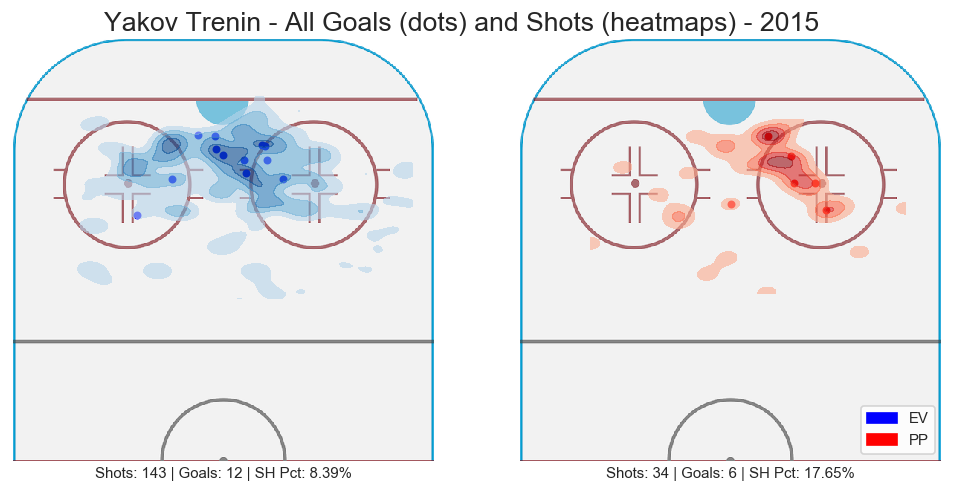 Yakov Trenin - All Goals (dots) and Shots (heatmaps) - 2015
EV
PP
Shots: 143 | Goals: 12 | SH Pct: 8.39%
Shots: 34 | Goals: 6 | SH Pct: 17.65%